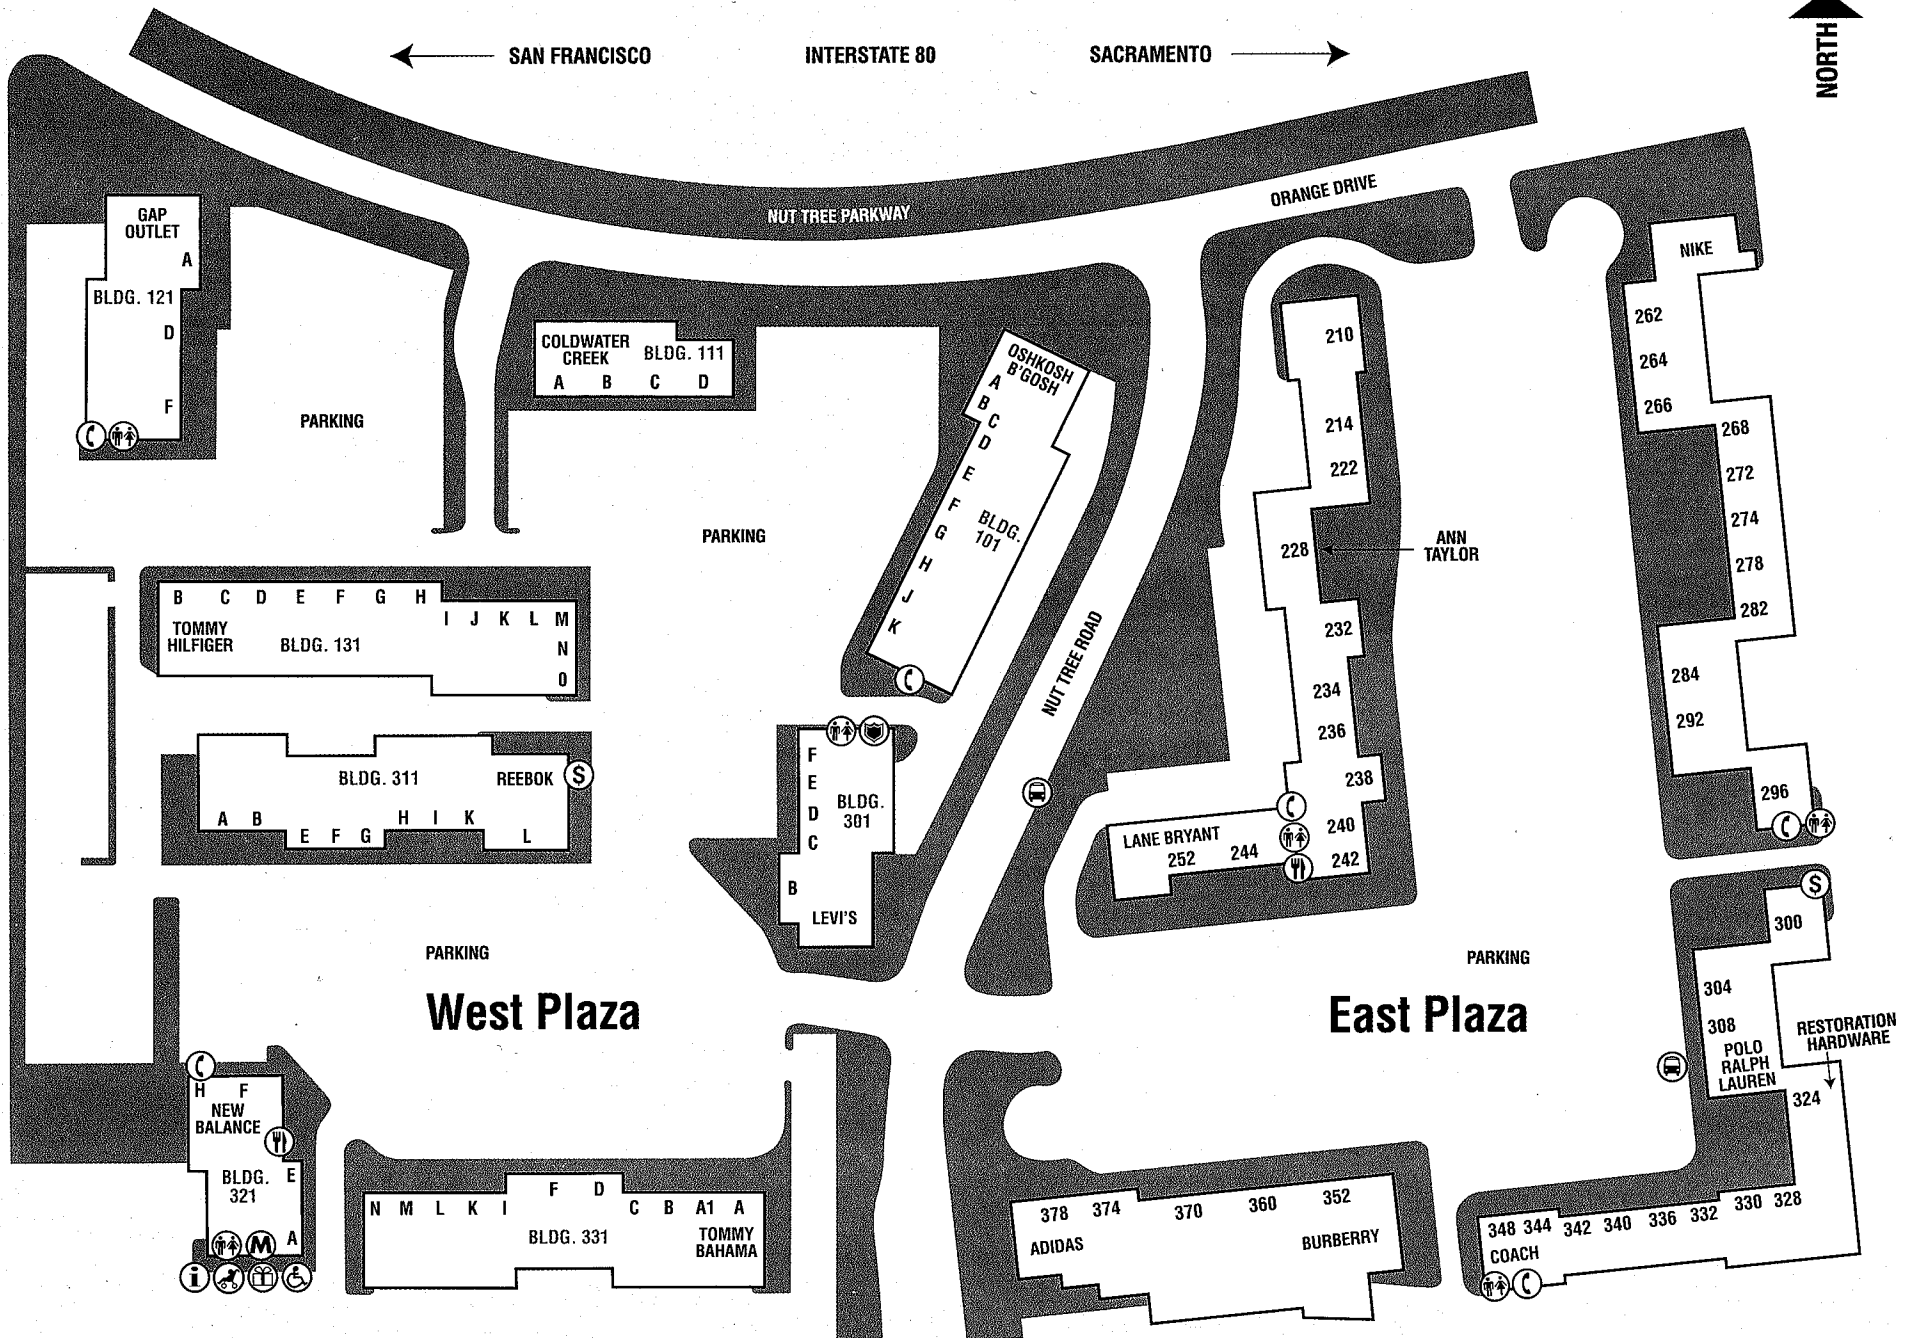 SAN FRANCISCO
INTERSTATE 80
SACRAMENTO
NORTH
NUT TREE PARKWAY
ORANGE DRIVE
GAP
OUTLET
A
BLDG. 121
D
F
PARKING
COLDWATER
CREEK
BLDG. 111
A B C D
OSHKOSH
B'GOSH
A
B
C
D
E
F
G
H
J
K
BLDG.
101
PARKING
NUT TREE ROAD
B C D E F G H
I J K L M
N
O
TOMMY
HILFIGER
BLDG. 131
BLDG. 311
REEBOK
$
A B
E F G
H I K
L
F
E
D
C
B
BLDG.
301
LEVI'S
PARKING
West Plaza
H F
NEW
BALANCE
BLDG.
321
E
A
M
i
N M L K I
F D
C B A1 A
BLDG. 331
TOMMY
BAHAMA
210
214
222
228
ANN
TAYLOR
232
234
236
238
240
242
LANE BRYANT
252 244
NIKE
262
264
266
268
272
274
278
282
284
292
296
$
300
304
308
POLO
RALPH
LAUREN
RESTORATION
HARDWARE
324
PARKING
East Plaza
378 374 370 360 352
ADIDAS
BURBERRY
348 344 342 340 336 332 330 328
COACH